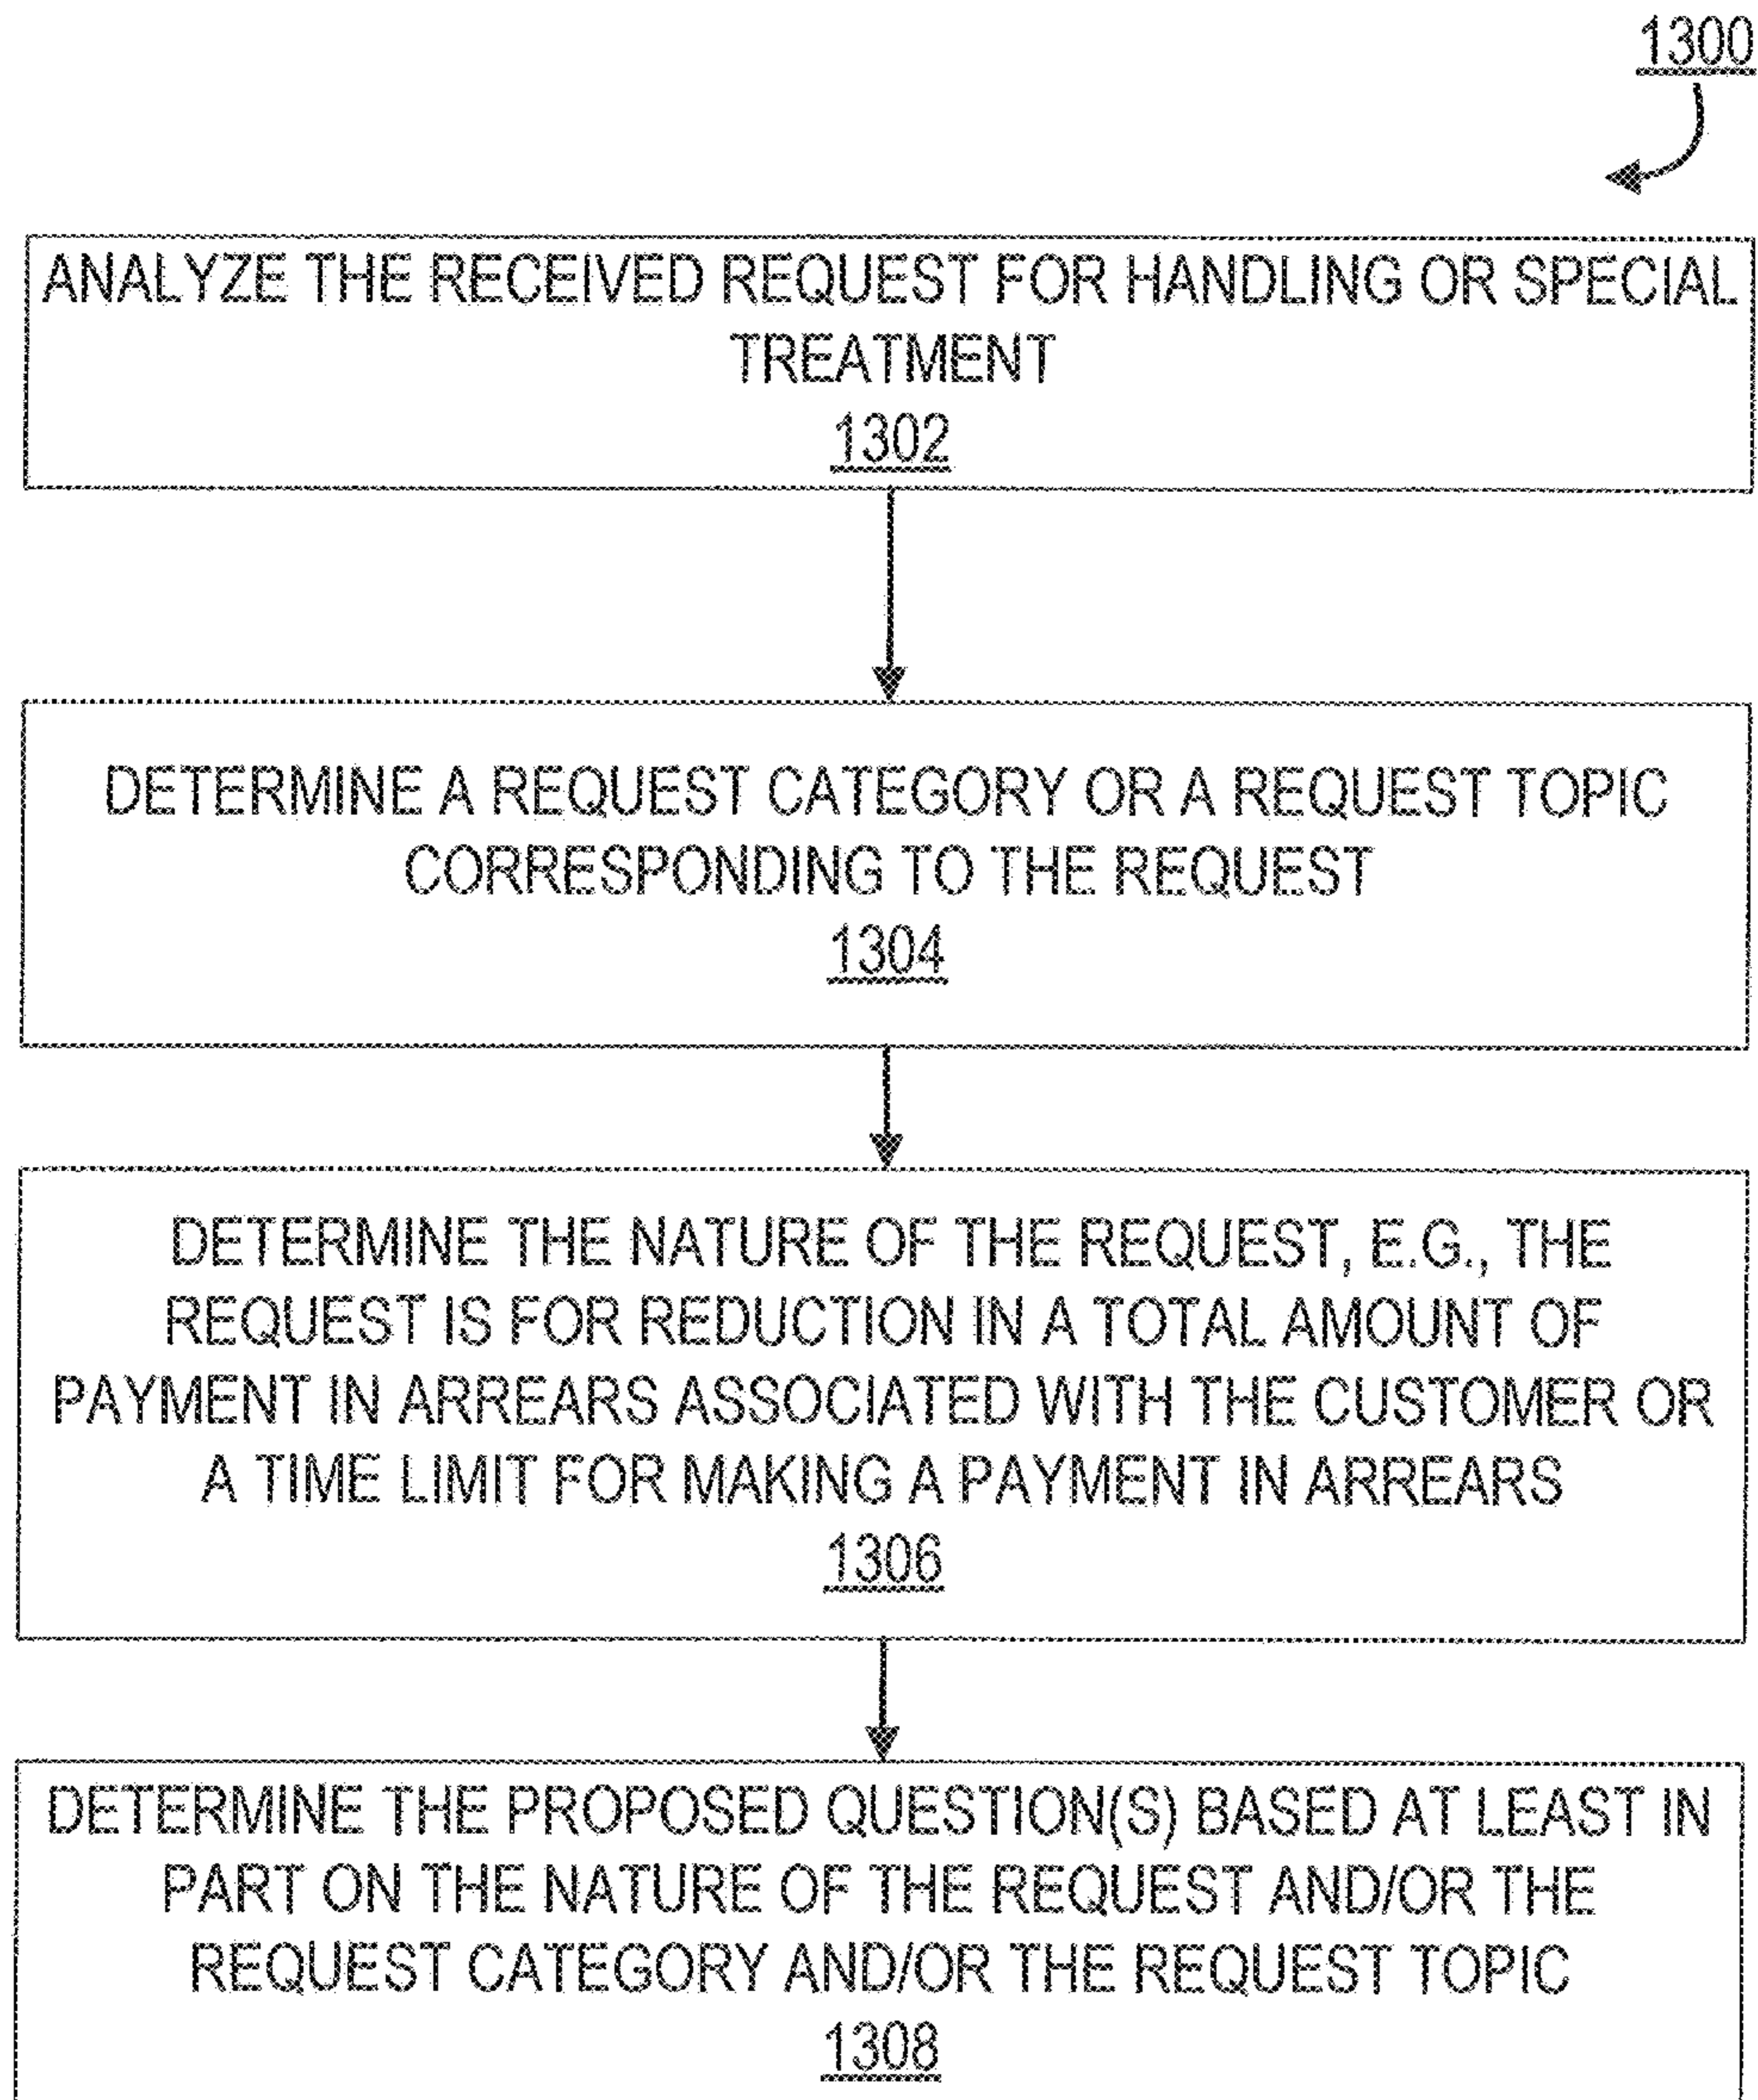 1300
ANALYZE THE RECEIVED REQUEST FOR HANDLING OR SPECIAL
TREATMENT
1302
DETERMINE A REQUEST CATEGORY OR A REQUEST TOPIC
CORRESPONDING TO THE REQUEST
1304
DETERMINE THE NATURE OF THE REQUEST, E.G., THE
REQUEST IS FOR REDUCTION IN A TOTAL AMOUNT OF
PAYMENT IN ARREARS ASSOCIATED WITH THE CUSTOMER OR
A TIME LIMIT FOR MAKING A PAYMENT IN ARREARS
1306
DETERMINE THE PROPOSED QUESTION(S) BASED AT LEAST IN
PART ON THE NATURE OF THE REQUEST AND/OR THE
REQUEST CATEGORY AND/OR THE REQUEST TOPIC
1308